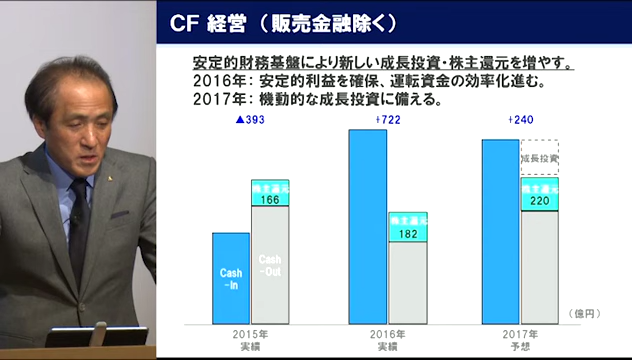 CF 経営 (販売金融除く)
安定的財務基盤により新しい成長投資・株主還元を増やす。
2016年: 安定的利益を確保、運転資金の効率化進む。
2017年: 機動的な成長投資に備える。
▲393
+722
+240
成長投資
株主還元
166
株主還元
182
株主還元
220
Cash
-In
Cash
-Out
(億円)
2015年
実績
2016年
実績
2017年
予想